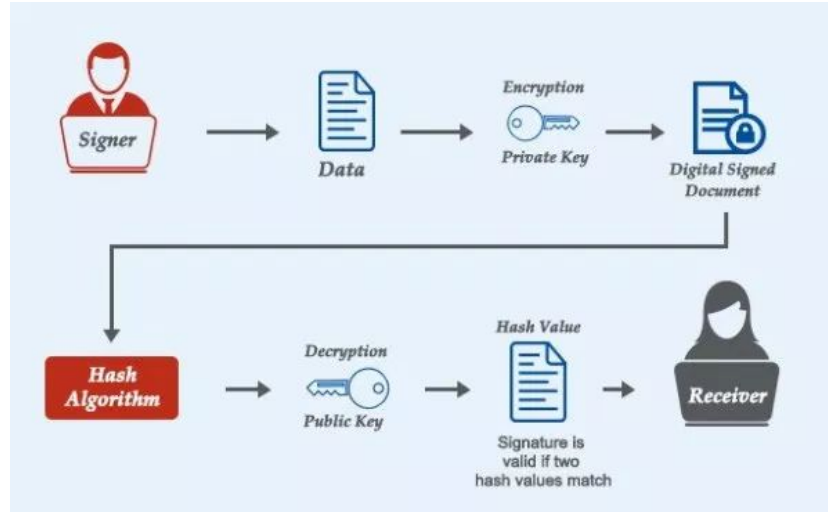 Signer
Data
Encryption
Private Key
Digital Signed
Document
Hash
Algorithm
Decryption
Public Key
Hash Value
Signature is
valid if two
hash values match
Receiver